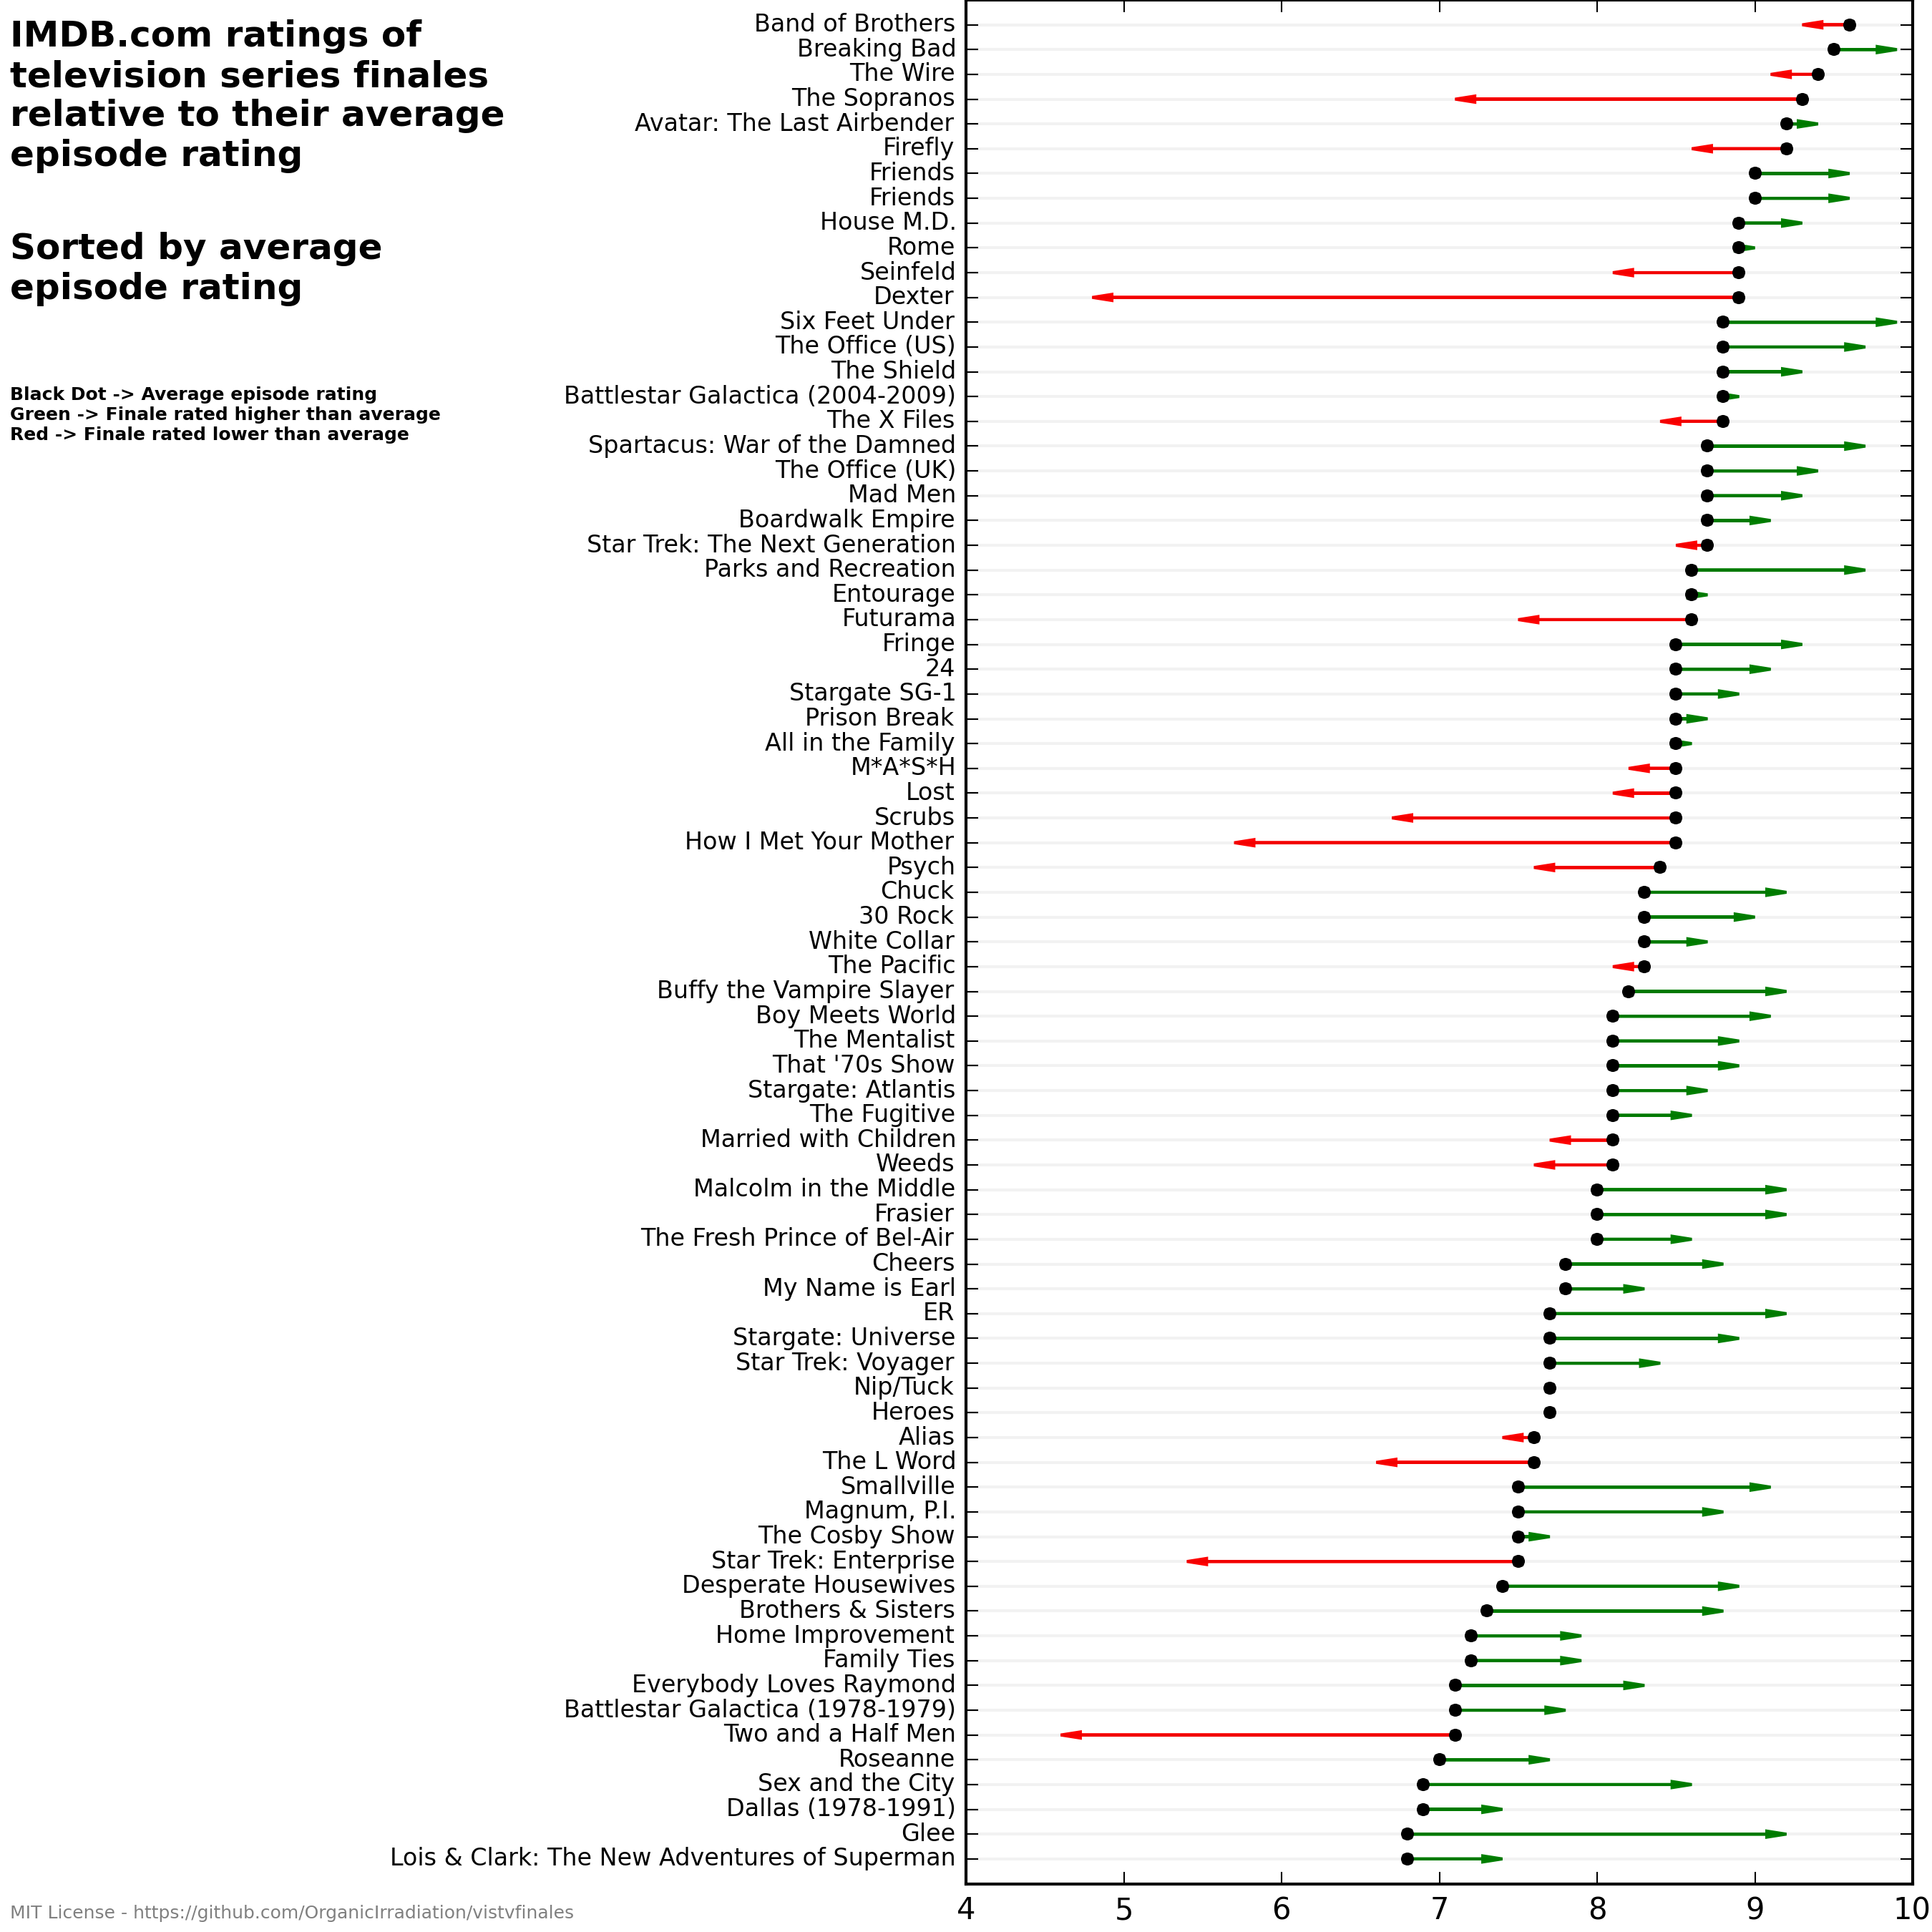 IMDB.com ratings of
television series finales
relative to their average
episode rating
Sorted by average
episode rating
Black Dot -> Average episode rating
Green -> Finale rated higher than average
Red -> Finale rated lower than average
Band of Brothers
Breaking Bad
The Wire
The Sopranos
Avatar: The Last Airbender
Firefly
Friends
Friends
House M.D.
Rome
Seinfeld
Dexter
Six Feet Under
The Office (US)
The Shield
Battlestar Galactica (2004-2009)
The X Files
Spartacus: War of the Damned
The Office (UK)
Mad Men
Boardwalk Empire
Star Trek: The Next Generation
Parks and Recreation
Entourage
Futurama
Fringe
24
Stargate SG-1
Prison Break
All in the Family
M*A*S*H
Lost
Scrubs
How I Met Your Mother
Psych
Chuck
30 Rock
White Collar
The Pacific
Buffy the Vampire Slayer
Boy Meets World
The Mentalist
That '70s Show
Stargate: Atlantis
The Fugitive
Married with Children
Weeds
Malcolm in the Middle
Frasier
The Fresh Prince of Bel-Air
Cheers
My Name is Earl
ER
Stargate: Universe
Star Trek: Voyager
Nip/Tuck
Heroes
Alias
The L Word
Smallville
Magnum, P.I.
The Cosby Show
Star Trek: Enterprise
Desperate Housewives
Brothers & Sisters
Home Improvement
Family Ties
Everybody Loves Raymond
Battlestar Galactica (1978-1979)
Two and a Half Men
Roseanne
Sex and the City
Dallas (1978-1991)
Glee
Lois & Clark: The New Adventures of Superman
4 5 6 7 8 9 10
MIT License - https://github.com/OrganicIrradiation/vistvfinales